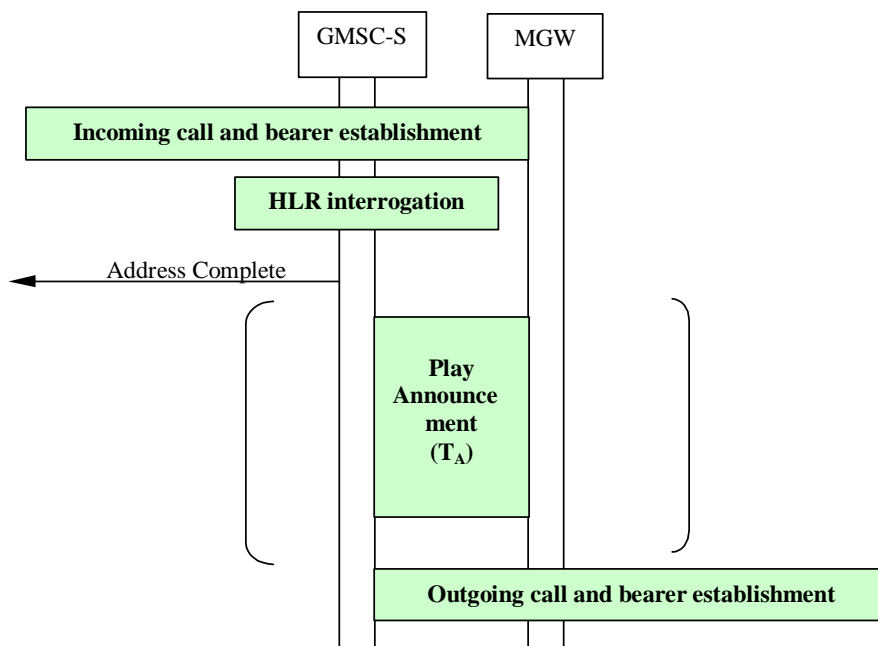 GMSC-S
MGW
Incoming call and bearer establishment
HLR interrogation
Address Complete
Play
Announce
ment
(TA)
Outgoing call and bearer establishment